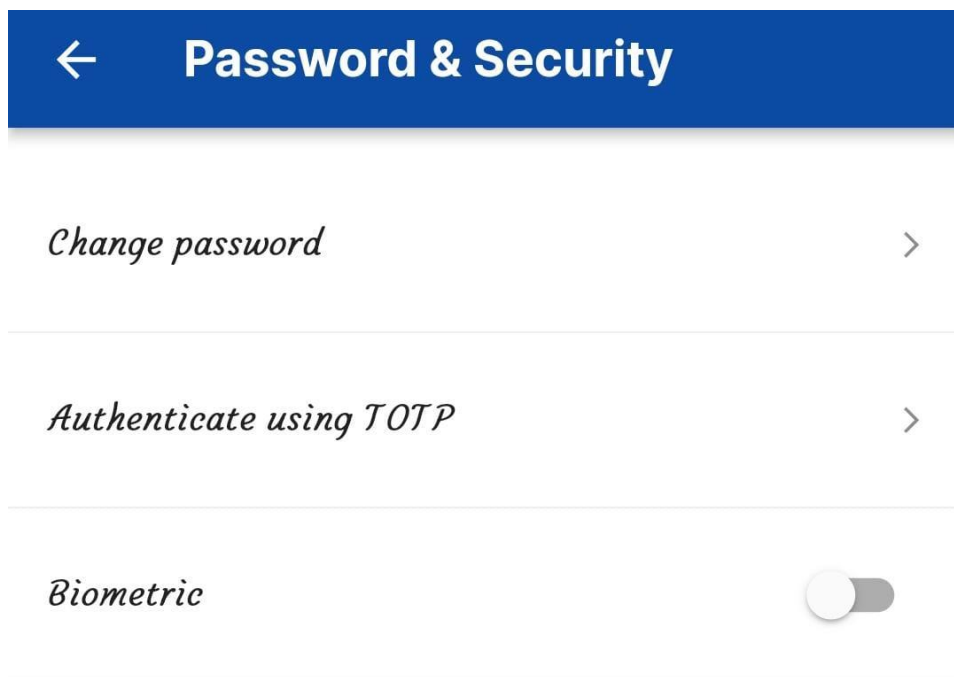 Password & Security
Change password
Authenticate using TOTP
Biometric